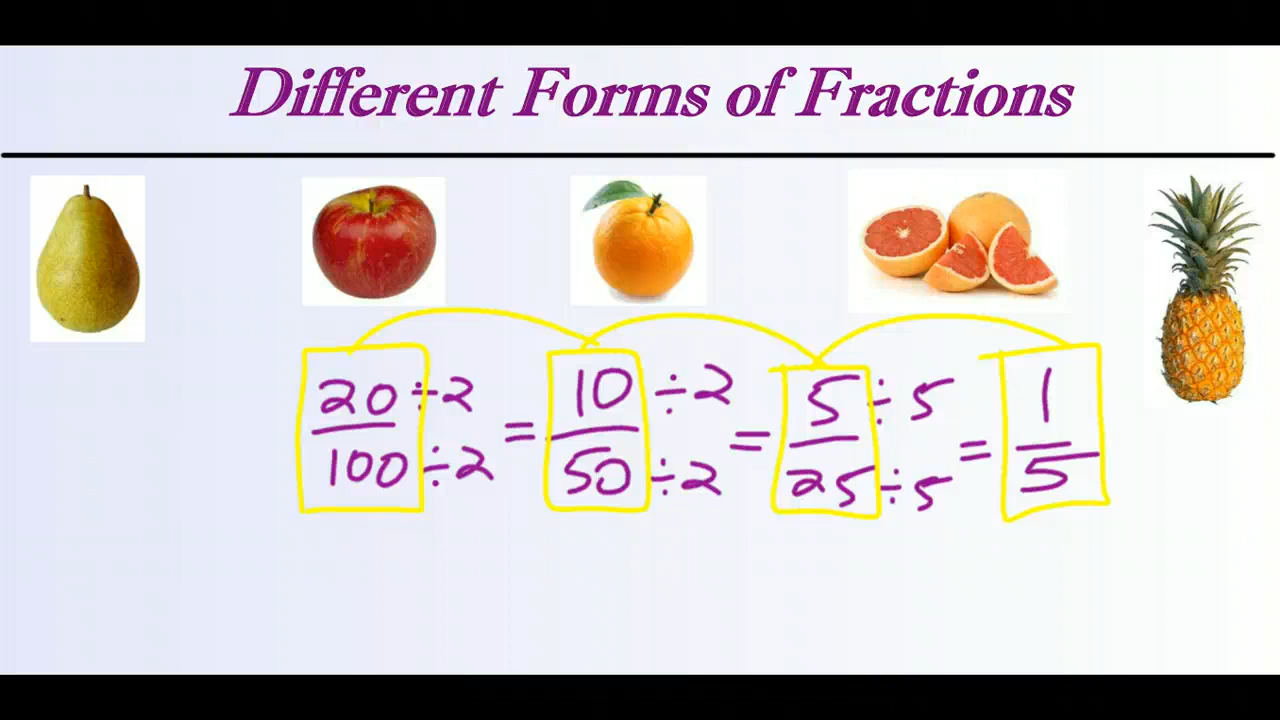 Different Forms of Fractions
20÷2 = 10÷2 = 5÷5 = 1
100÷2 50÷2 25÷5 5